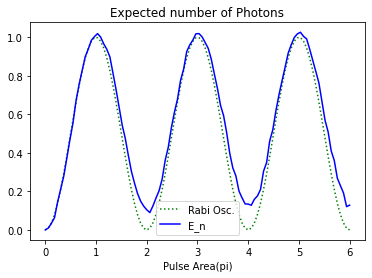 Expected number of Photons
1.0
0.8
0.6
0.4
0.2
0.0
Rabi Osc.
E_n
0 1 2 3 4 5 6
Pulse Area(pi)